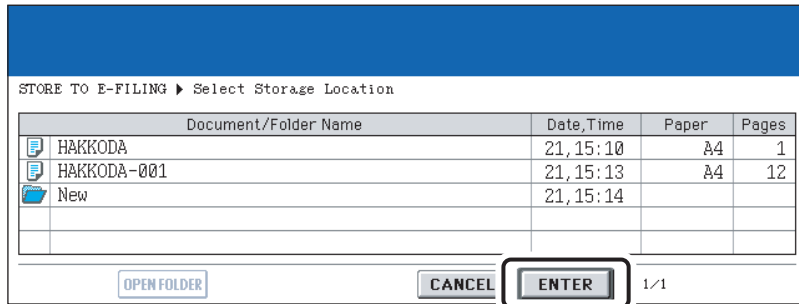 STORE TO E-FILING ▶ Select Storage Location
Document/Folder Name Date,Time Paper Pages
HAKKODA 21,15:10 A4 1
HAKKODA-001 21,15:13 A4 12
New 21,15:14
OPEN FOLDER CANCEL ENTER 1/1